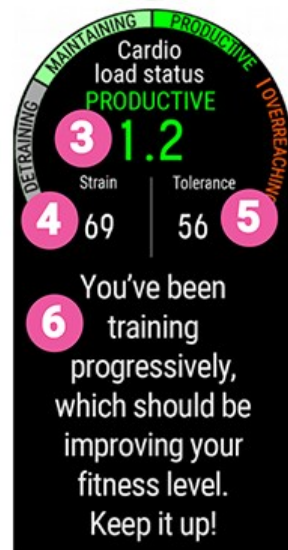 DETRAINING
MAINTAINING
PRODUCTIVE
OVERREACHING
Cardio
load status
PRODUCTIVE
3
1.2
Strain
Tolerance
4
69
56
5
6
You've been
training
progressively,
which should be
improving your
fitness level.
Keep it up!